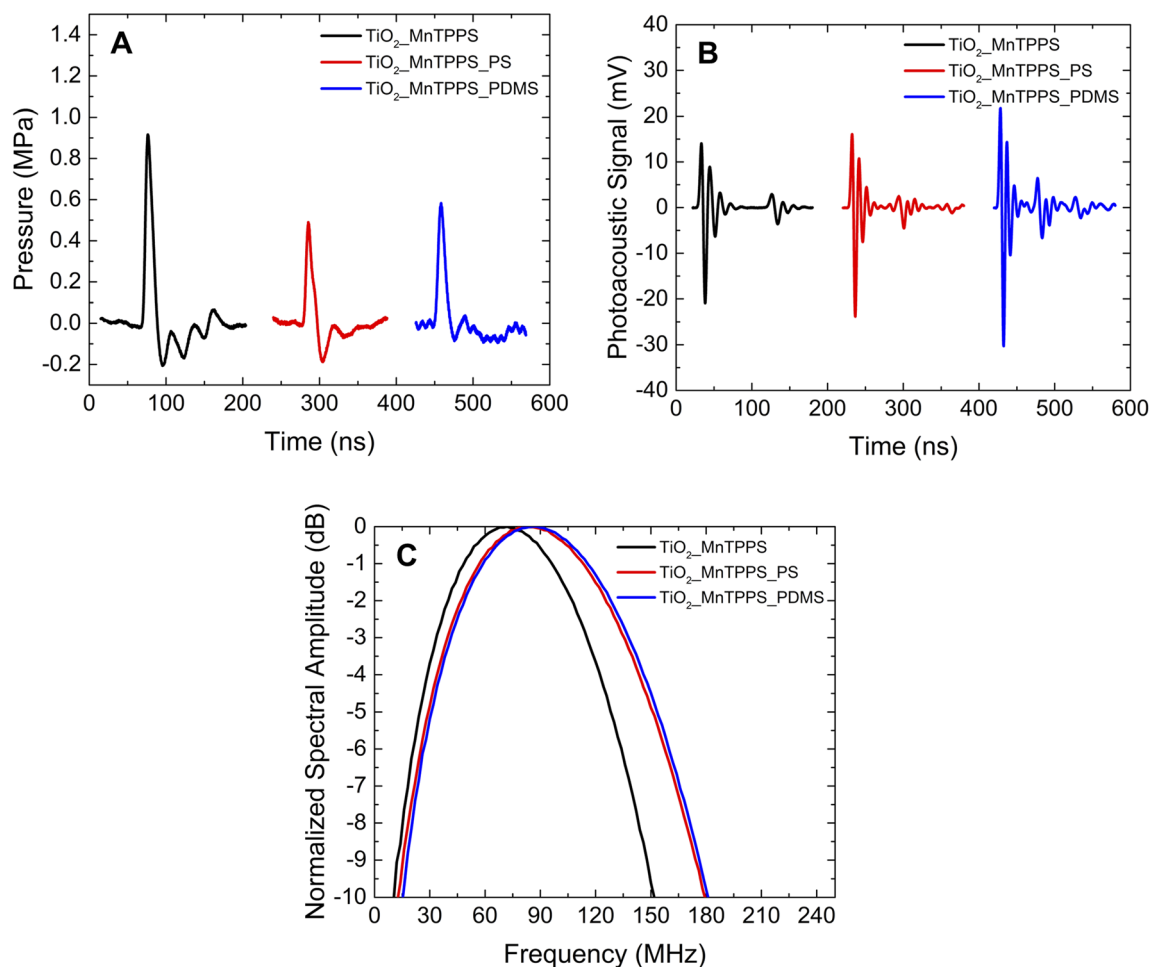 A
TiO₂_MnTPPS
TiO₂_MnTPPS_PS
TiO₂_MnTPPS_PDMS
Pressure (MPa)
1.4
1.2
1.0
0.8
0.6
0.4
0.2
0.0
-0.2
0 100 200 300 400 500 600
Time (ns)
B
TiO₂_MnTPPS
TiO₂_MnTPPS_PS
TiO₂_MnTPPS_PDMS
Photoacoustic Signal (mV)
40
30
20
10
0
-10
-20
-30
-40
0 100 200 300 400 500 600
Time (ns)
C
TiO₂_MnTPPS
TiO₂_MnTPPS_PS
TiO₂_MnTPPS_PDMS
Normalized Spectral Amplitude (dB)
0
-1
-2
-3
-4
-5
-6
-7
-8
-9
-10
0 30 60 90 120 150 180 210 240
Frequency (MHz)